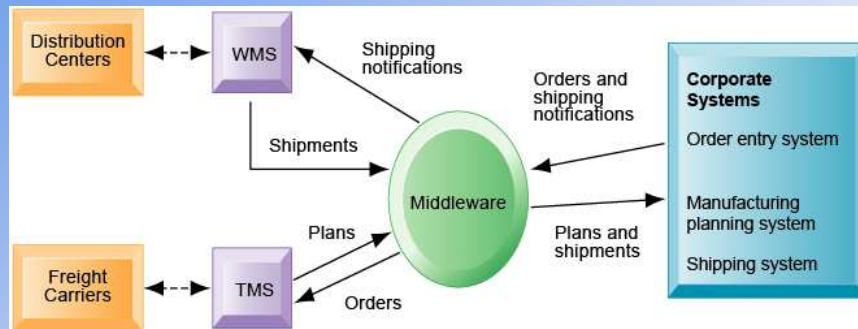 Distribution
Centers
WMS
Shipping
notifications
Orders and
shipping
notifications
Corporate
Systems
Order entry system
Manufacturing
planning system
Shipping system
Shipments
Middleware
Plans
Plans and
shipments
Freight
Carriers
TMS
Orders